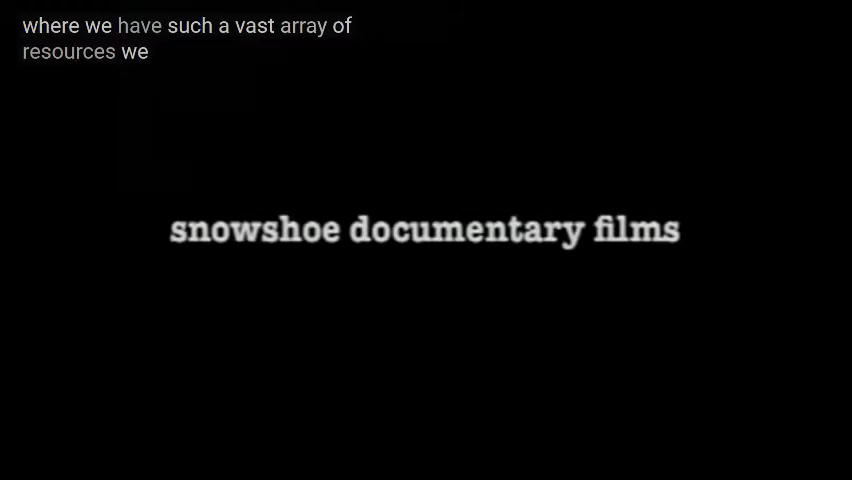 where we have such a vast array of
resources we
snowshoe documentary films